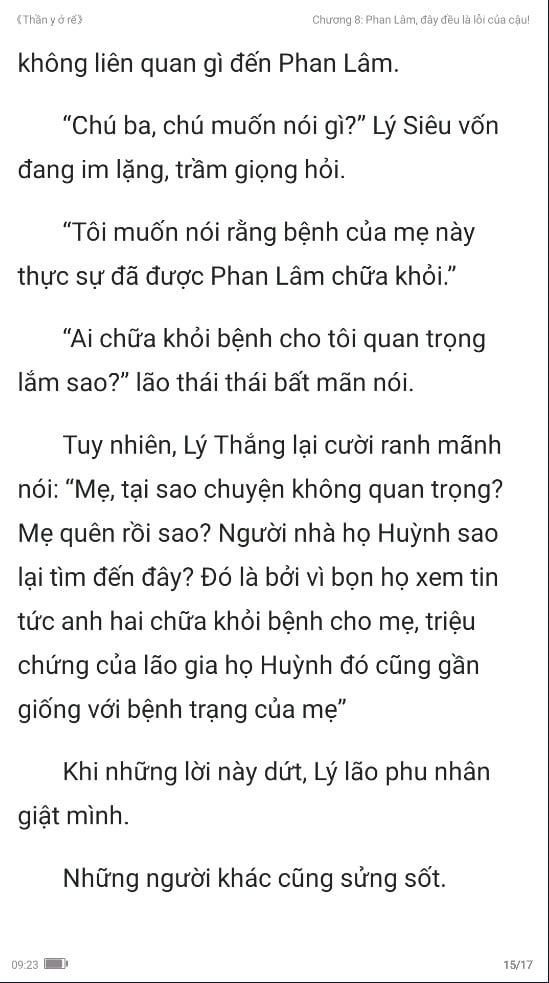 《Thần y ở rể》 Chương 8: Phan Lâm, đây đều là lỗi của cậu!
không liên quan gì đến Phan Lâm.
“Chú ba, chú muốn nói gì?” Lý Siêu vốn
đang im lặng, trầm giọng hỏi.
“Tôi muốn nói rằng bệnh của mẹ này
thực sự đã được Phan Lâm chữa khỏi.”
“Ai chữa khỏi bệnh cho tôi quan trọng
lắm sao?” lão thái thái bất mãn nói.
Tuy nhiên, Lý Thắng lại cười ranh mãnh
nói: “Mẹ, tại sao chuyện không quan trọng?
Mẹ quên rồi sao? Người nhà họ Huỳnh sao
lại tìm đến đây? Đó là bởi vì bọn họ xem tin
tức anh hai chữa khỏi bệnh cho mẹ, triệu
chứng của lão gia họ Huỳnh đó cũng gần
giống với bệnh trạng của mẹ”
Khi những lời này dứt, Lý lão phu nhân
giật mình.
Những người khác cũng sửng sốt.
09:23 15/17